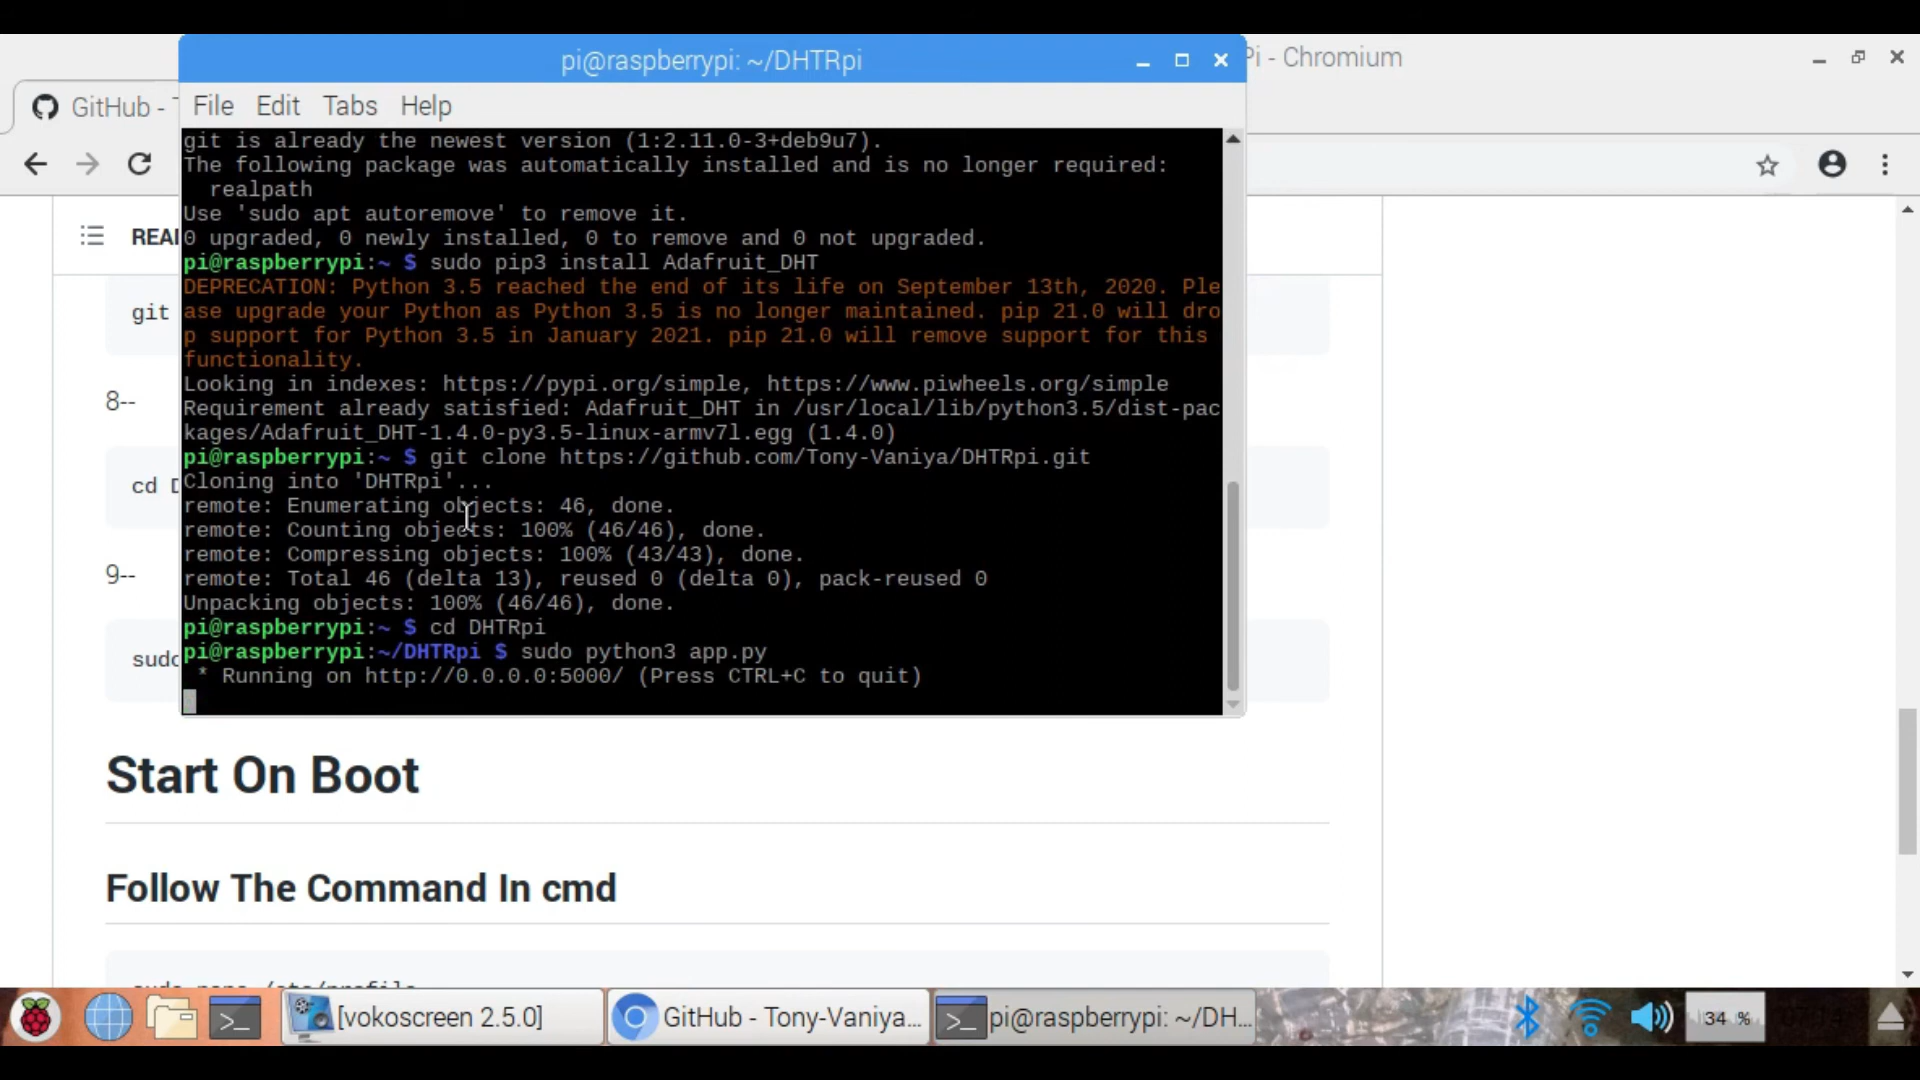 pi@raspberrypi: ~/DHTRpi
Pi - Chromium
GitHub -
File Edit Tabs Help
git is already the newest version (1:2.11.0-3+deb9u7).
The following package was automatically installed and is no longer required:
realpath
Use 'sudo apt autoremove' to remove it.
0 upgraded, 0 newly installed, 0 to remove and 0 not upgraded.
pi@raspberrypi:~ $ sudo pip3 install Adafruit_DHT
DEPRECATION: Python 3.5 reached the end of its life on September 13th, 2020. Ple
ase upgrade your Python as Python 3.5 is no longer maintained. pip 21.0 will dro
p support for Python 3.5 in January 2021. pip 21.0 will remove support for this
functionality.
Looking in indexes: https://pypi.org/simple, https://www.piwheels.org/simple
Requirement already satisfied: Adafruit_DHT in /usr/local/lib/python3.5/dist-pac
kages/Adafruit_DHT-1.4.0-py3.5-linux-armv7l.egg (1.4.0)
pi@raspberrypi:~ $ git clone https://github.com/Tony-Vaniya/DHTRpi.git
Cloning into 'DHTRpi'...
remote: Enumerating objects: 46, done.
remote: Counting objects: 100% (46/46), done.
remote: Compressing objects: 100% (43/43), done.
remote: Total 46 (delta 13), reused 0 (delta 0), pack-reused 0
Unpacking objects: 100% (46/46), done.
pi@raspberrypi:~ $ cd DHTRpi
pi@raspberrypi:~/DHTRpi $ sudo python3 app.py
* Running on http://0.0.0.0:5000/ (Press CTRL+C to quit)
REA
git
8--
cd D
9--
sudo
Start On Boot
Follow The Command In cmd
sudo nano /etc/profile
[vokoscreen 2.5.0]
GitHub - Tony-Vaniya...
pi@raspberrypi: ~/DH...
34 %